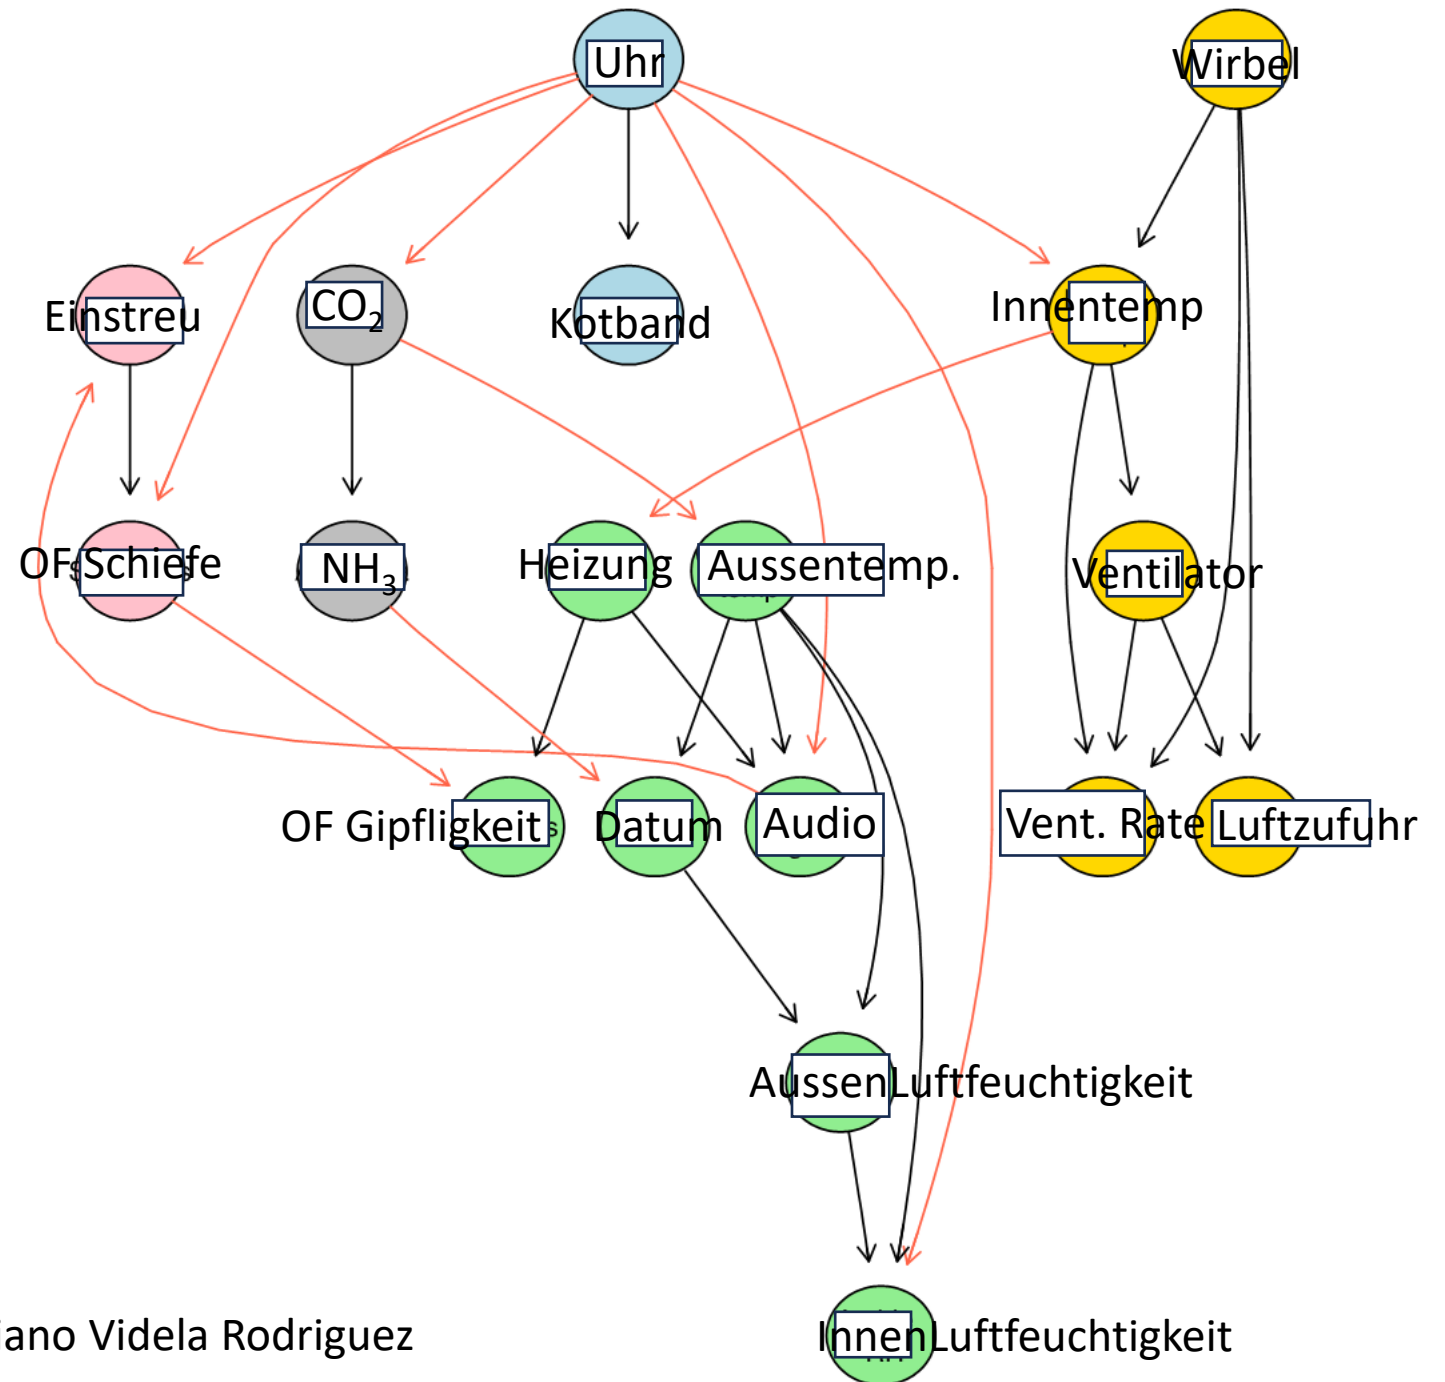 Uhr
Wirbel
Einstreu
CO₂
Kotband
Innentemp
OF Schiefe
NH₃
Heizung
Aussentemp.
Ventilator
OF Gipfligkeit
Datum
Audio
Vent. Rate
Luftzufuhr
AussenLuftfeuchtigkeit
InnenLuftfeuchtigkeit
Videla Rodriguez